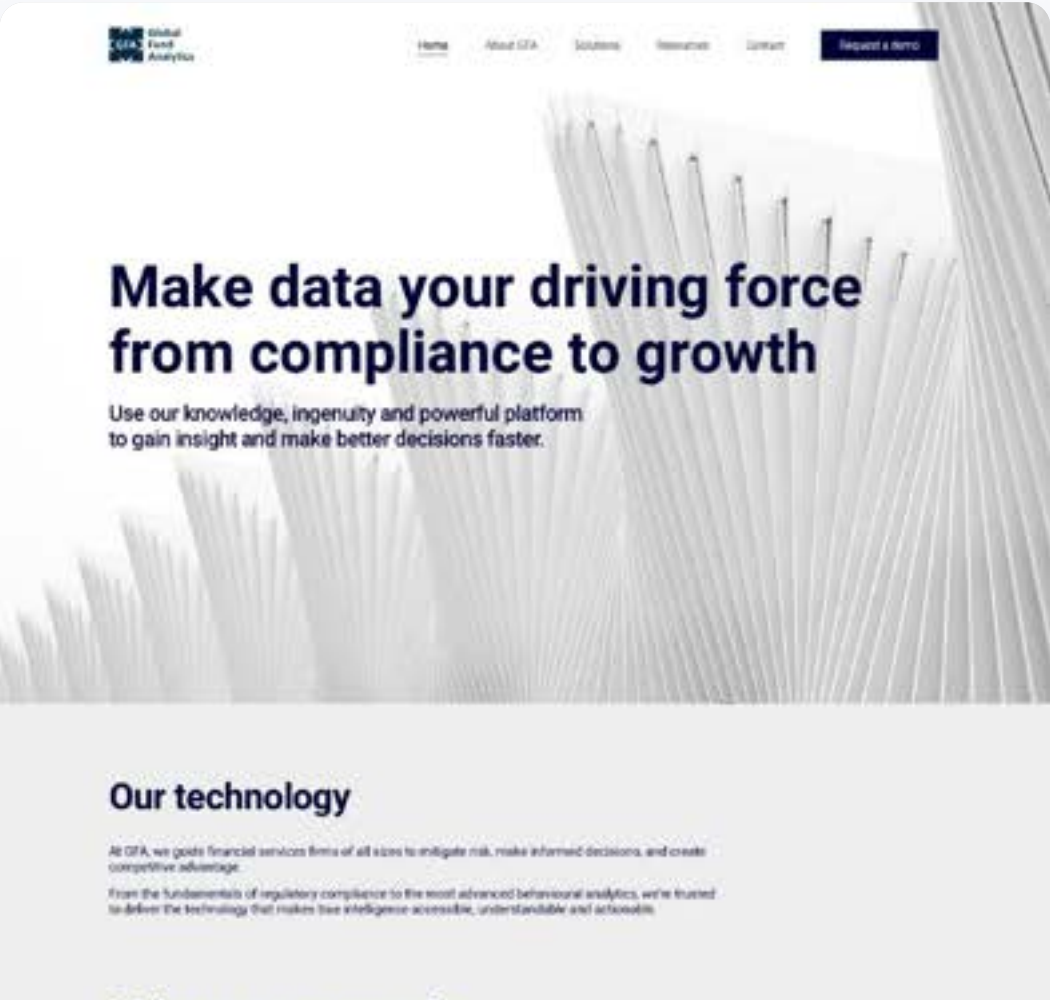 GFA
Global
Fund
Analytics
Home
About GFA
Solutions
Resources
Contact
Request a demo
Make data your driving force
from compliance to growth
Use our knowledge, ingenuity and powerful platform
to gain insight and make better decisions faster.
Our technology
At GFA, we guide financial services firms of all sizes to mitigate risk, make informed decisions, and create
competitive advantage.
From the fundamentals of regulatory compliance to the most advanced behavioural analytics, we're trusted
to deliver the technology that makes true intelligence accessible, understandable and actionable.